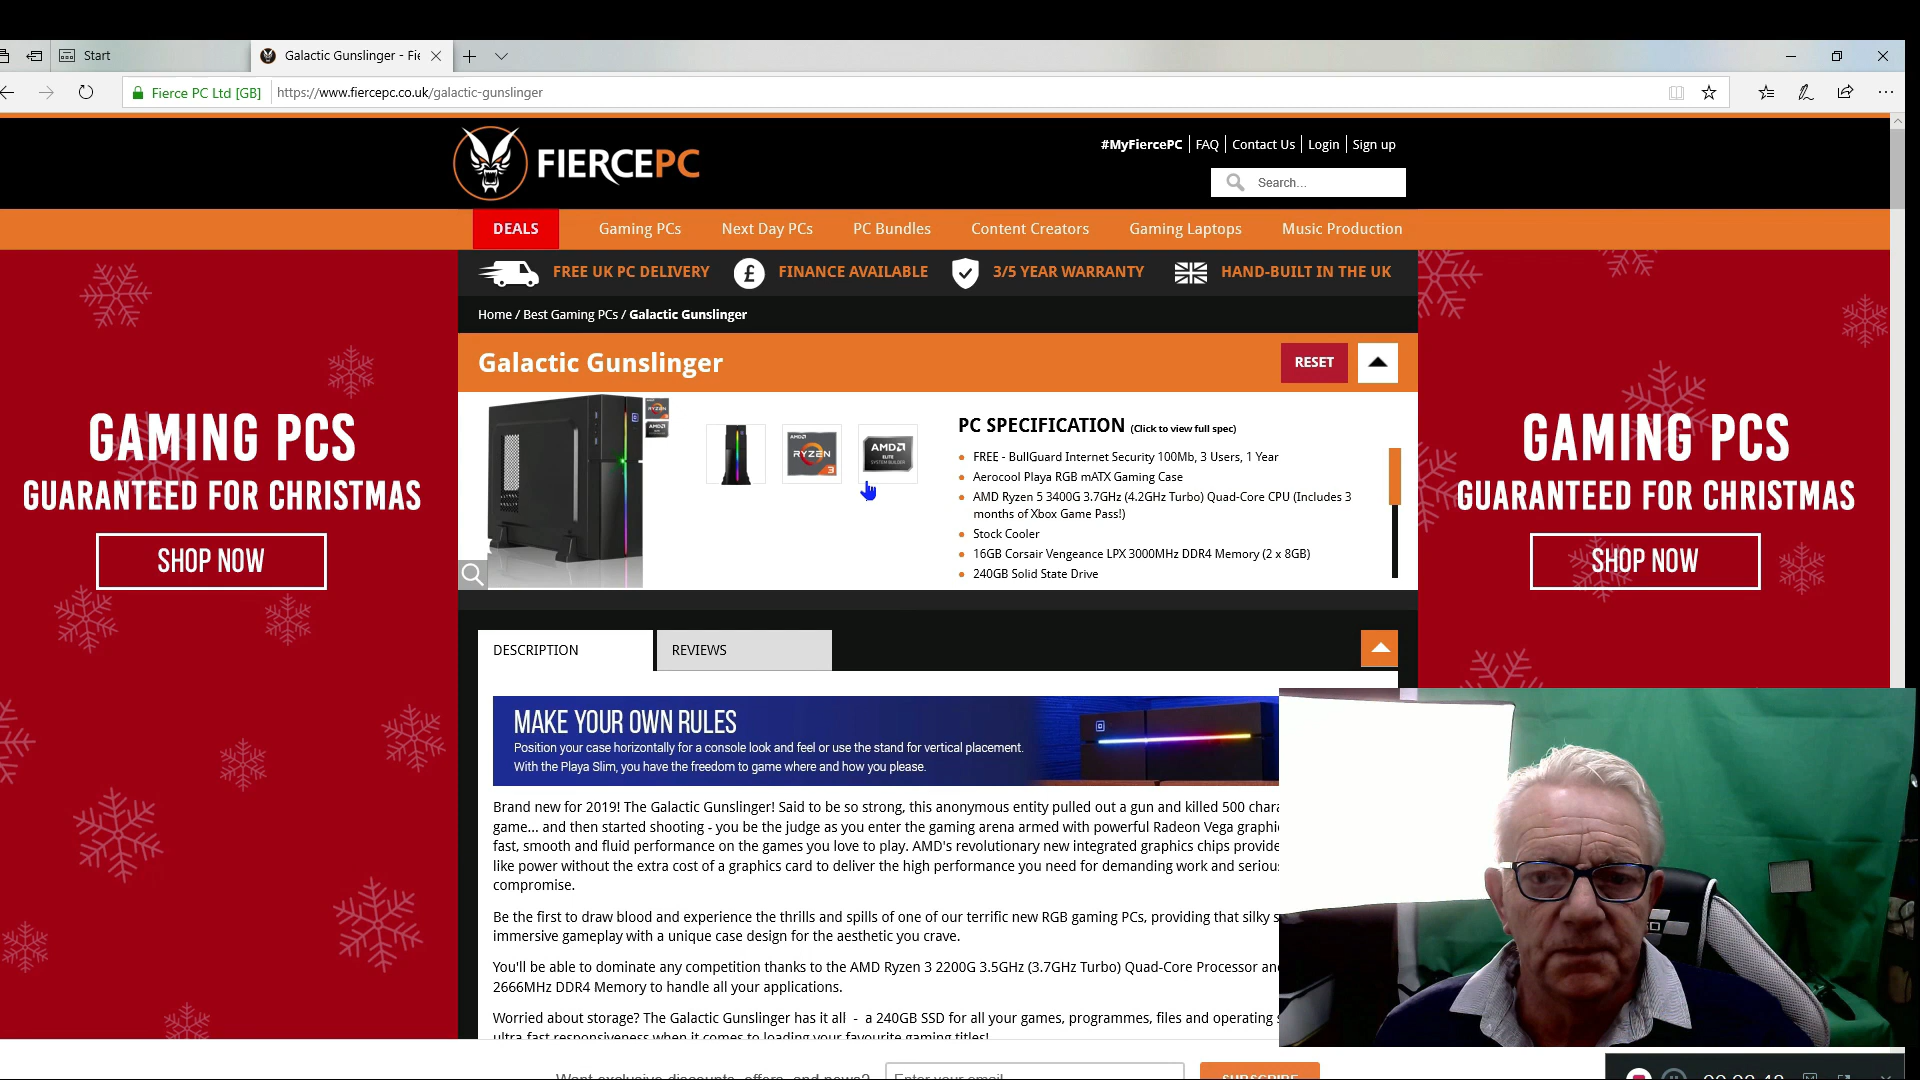 Start
Galactic Gunslinger - Fie
Fierce PC Ltd [GB]
https://www.fiercepc.co.uk/galactic-gunslinger
FIERCEPC
#MyFiercePC
FAQ
Contact Us
Login
Sign up
Search...
DEALS
Gaming PCs
Next Day PCs
PC Bundles
Content Creators
Gaming Laptops
Music Production
FREE UK PC DELIVERY
£
FINANCE AVAILABLE
3/5 YEAR WARRANTY
HAND-BUILT IN THE UK
Home / Best Gaming PCs / Galactic Gunslinger
Galactic Gunslinger
RESET
GAMING PCS
GUARANTEED FOR CHRISTMAS
SHOP NOW
AMD
RYZEN
3
AMD
ELITE
SYSTEM BUILDER
PC SPECIFICATION (Click to view full spec)
FREE - BullGuard Internet Security 100Mb, 3 Users, 1 Year
Aerocool Playa RGB mATX Gaming Case
AMD Ryzen 5 3400G 3.7GHz (4.2GHz Turbo) Quad-Core CPU (Includes 3
months of Xbox Game Pass!)
Stock Cooler
16GB Corsair Vengeance LPX 3000MHz DDR4 Memory (2 x 8GB)
240GB Solid State Drive
GAMING PCS
GUARANTEED FOR CHRISTMAS
SHOP NOW
DESCRIPTION
REVIEWS
MAKE YOUR OWN RULES
Position your case horizontally for a console look and feel or use the stand for vertical placement.
With the Playa Slim, you have the freedom to game where and how you please.
Brand new for 2019! The Galactic Gunslinger! Said to be so strong, this anonymous entity pulled out a gun and killed 500 chara
game... and then started shooting - you be the judge as you enter the gaming arena armed with powerful Radeon Vega graphi
fast, smooth and fluid performance on the games you love to play. AMD's revolutionary new integrated graphics chips provide
like power without the extra cost of a graphics card to deliver the high performance you need for demanding work and seriou
compromise.
Be the first to draw blood and experience the thrills and spills of one of our terrific new RGB gaming PCs, providing that silky s
immersive gameplay with a unique case design for the aesthetic you crave.
You'll be able to dominate any competition thanks to the AMD Ryzen 3 2200G 3.5GHz (3.7GHz Turbo) Quad-Core Processor and
2666MHz DDR4 Memory to handle all your applications.
Worried about storage? The Galactic Gunslinger has it all - a 240GB SSD for all your games, programmes, files and operating s
ultra-fast responsiveness when it comes to loading your favourite gaming titles!
Want exclusive discounts, offers, and news?
Enter your email
SUBSCRIBE